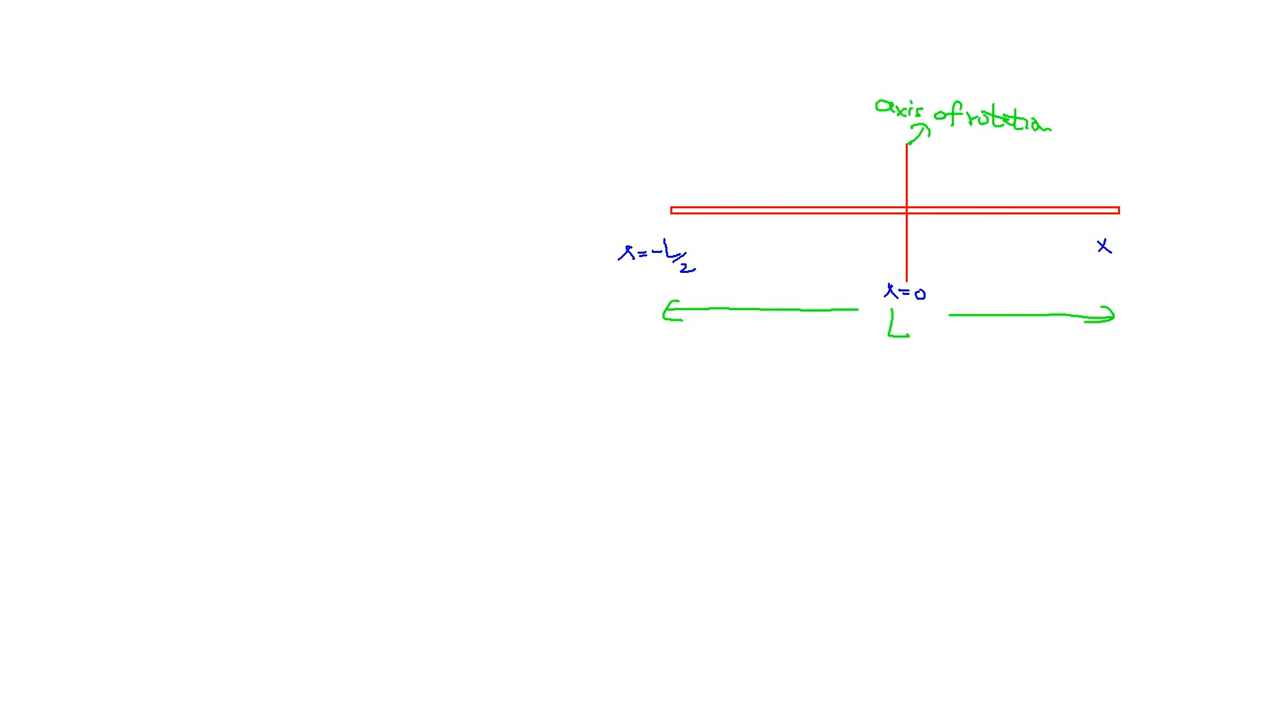 axis of rotation
x=-L/2
x
x=0
L